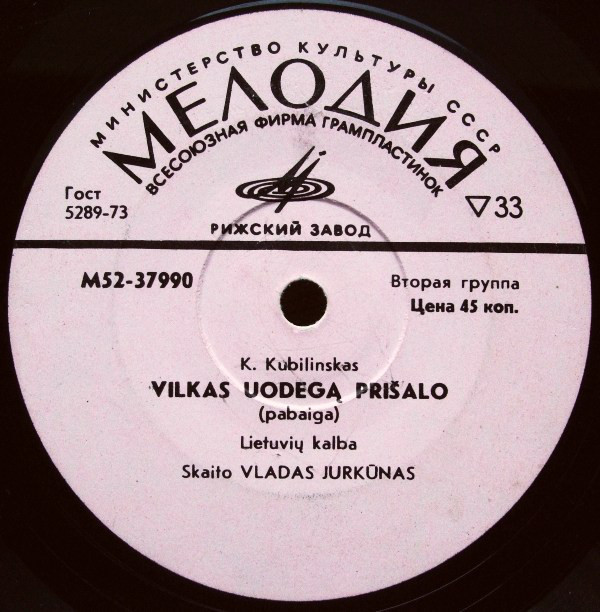 МИНИСТЕРСТВО КУЛЬТУРЫ СССР
МЕЛОДИЯ
ВСЕСОЮЗНАЯ ФИРМА ГРАМПЛАСТИНОК
Гост
5289-73
▽33
РИЖСКИЙ ЗАВОД
М52-37990
Вторая группа
Цена 45 коп.
K. Kubilinskas
VILKAS UODEGĄ PRIŠALO
(pabaiga)
Lietuvių kalba
Skaito VLADAS JURKŪNAS